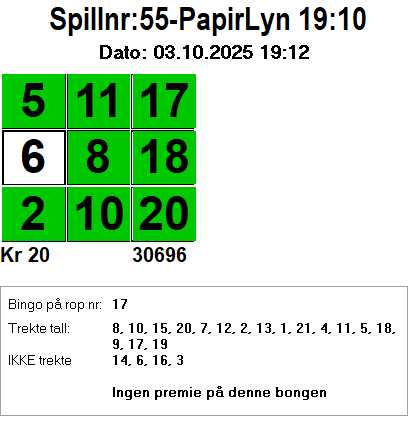 Spillnr:55-PapirLyn 19:10
Dato: 03.10.2025 19:12
5 11 17
6 8 18
2 10 20
Kr 20 30696
Bingo på rop nr: 17
Trekte tall: 8, 10, 15, 20, 7, 12, 2, 13, 1, 21, 4, 11, 5, 18,
9, 17, 19
IKKE trekte 14, 6, 16, 3
Ingen premie på denne bongen